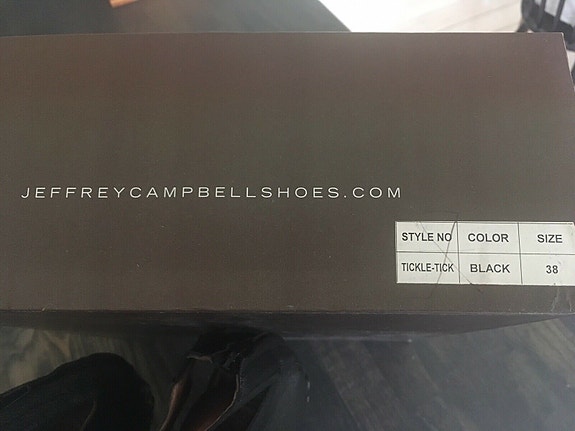 JEFFREYCAMPBELLSHOES.COM
STYLE NO COLOR SIZE
TICKLE-TICK BLACK 38